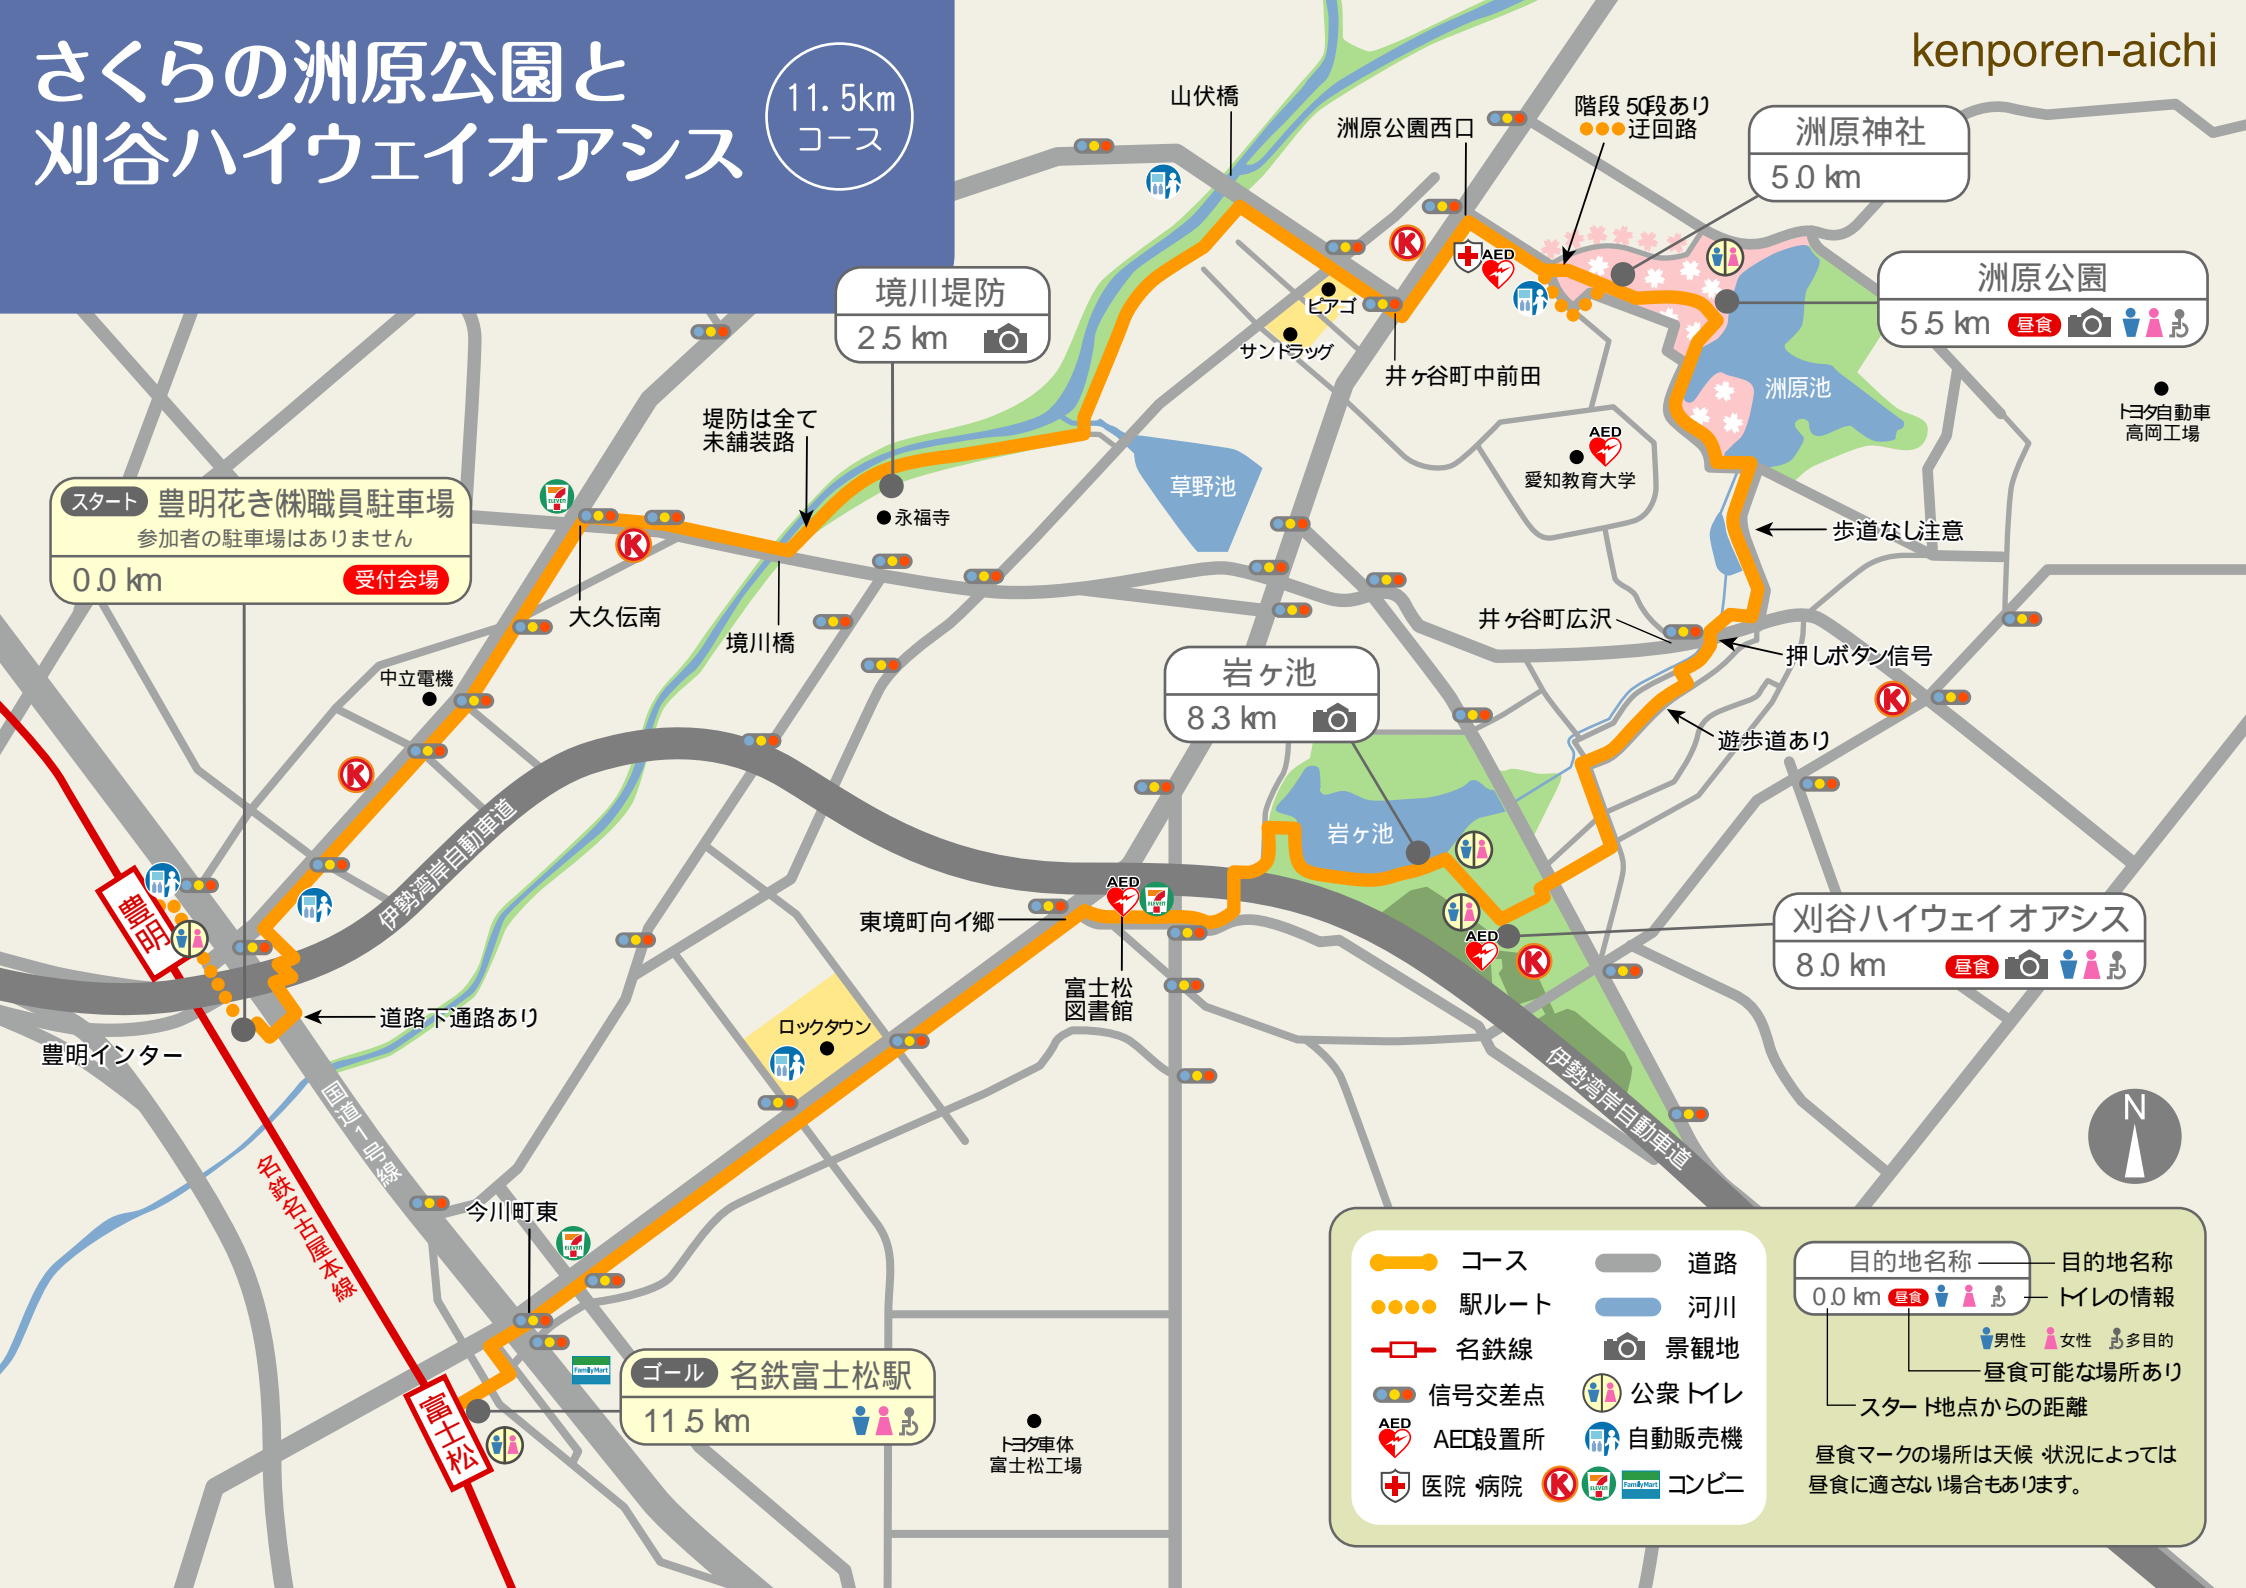 さくらの洲原公園と
刈谷ハイウェイオアシス
11.5km
コース
kenporen-aichi
山伏橋
洲原公園西口
階段50段あり
迂回路
洲原神社
5.0 km
洲原公園
5.5 km 昼食
境川堤防
2.5 km
ピアゴ
サンドラッグ
井ヶ谷町中前田
洲原池
トヨタ自動車
高岡工場
堤防は全て
未舗装路
AED
AED
愛知教育大学
草野池
永福寺
スタート 豊明花き㈱職員駐車場
参加者の駐車場はありません
0.0 km 受付会場
歩道なし注意
大久伝南
境川橋
井ヶ谷町広沢
押しボタン信号
中立電機
岩ヶ池
8.3 km
遊歩道あり
伊勢湾岸自動車道
岩ヶ池
豊明
AED
東境町向イ郷
富士松
図書館
AED
刈谷ハイウェイオアシス
8.0 km 昼食
道路下通路あり
豊明インター
ロックタウン
伊勢湾岸自動車道
国道1号線
名鉄名古屋本線
今川町東
N
ゴール 名鉄富士松駅
11.5 km
FamilyMart
富士松
トヨタ車体
富士松工場
コース
道路
駅ルート
河川
名鉄線
景観地
信号交差点
公衆トイレ
AED
AED設置所
自動販売機
医院・病院
K
7
ELEVEN
FamilyMart
コンビニ
目的地名称
目的地名称
0.0 km 昼食
トイレの情報
男性 女性 多目的
昼食可能な場所あり
スタート地点からの距離
昼食マークの場所は天候・状況によっては
昼食に適さない場合もあります。